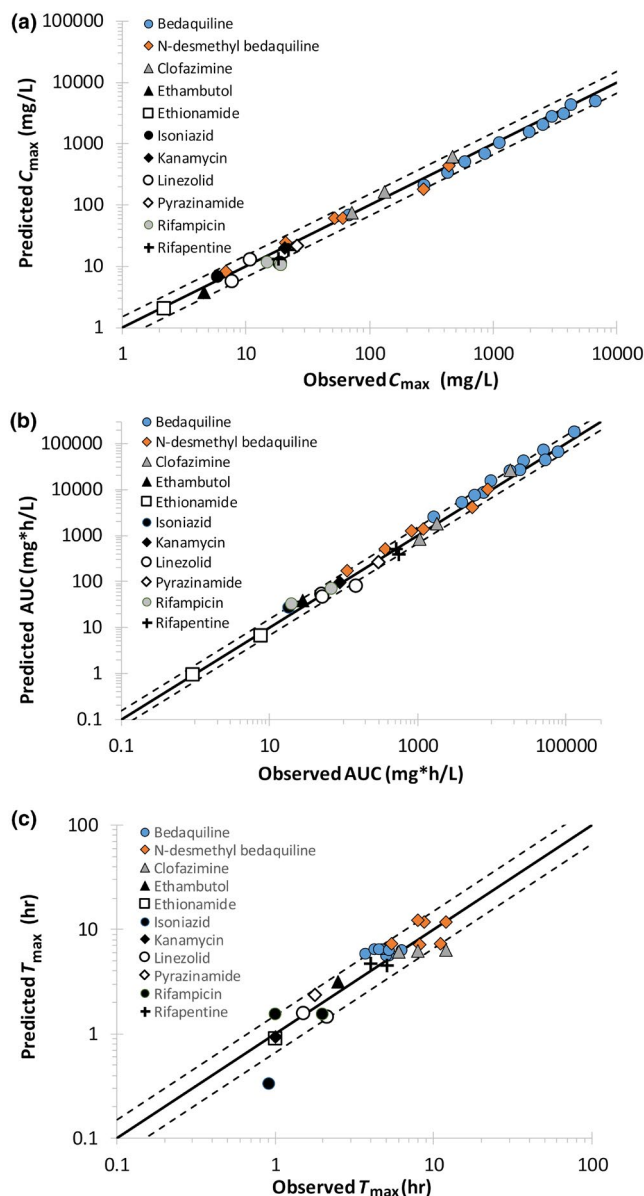 (a)
100000
10000
1000
100
10
1
Predicted Cmax (mg/L)
Bedaquiline
N-desmethyl bedaquiline
Clofazimine
Ethambutol
Ethionamide
Isoniazid
Kanamycin
Linezolid
Pyrazinamide
Rifampicin
Rifapentine
1 10 100 1000 10000
Observed Cmax (mg/L)
(b)
100000
10000
1000
100
10
1
0.1
Predicted AUC (mg*h/L)
Bedaquiline
N-desmethyl bedaquiline
Clofazimine
Ethambutol
Ethionamide
Isoniazid
Kanamycin
Linezolid
Pyrazinamide
Rifampicin
Rifapentine
0.1 10 1000 100000
Observed AUC (mg*h/L)
(c)
100
10
1
0.1
Predicted Tmax (hr)
Bedaquiline
N-desmethyl bedaquiline
Clofazimine
Ethambutol
Ethionamide
Isoniazid
Kanamycin
Linezolid
Pyrazinamide
Rifampicin
Rifapentine
0.1 1 10 100
Observed Tmax(hr)